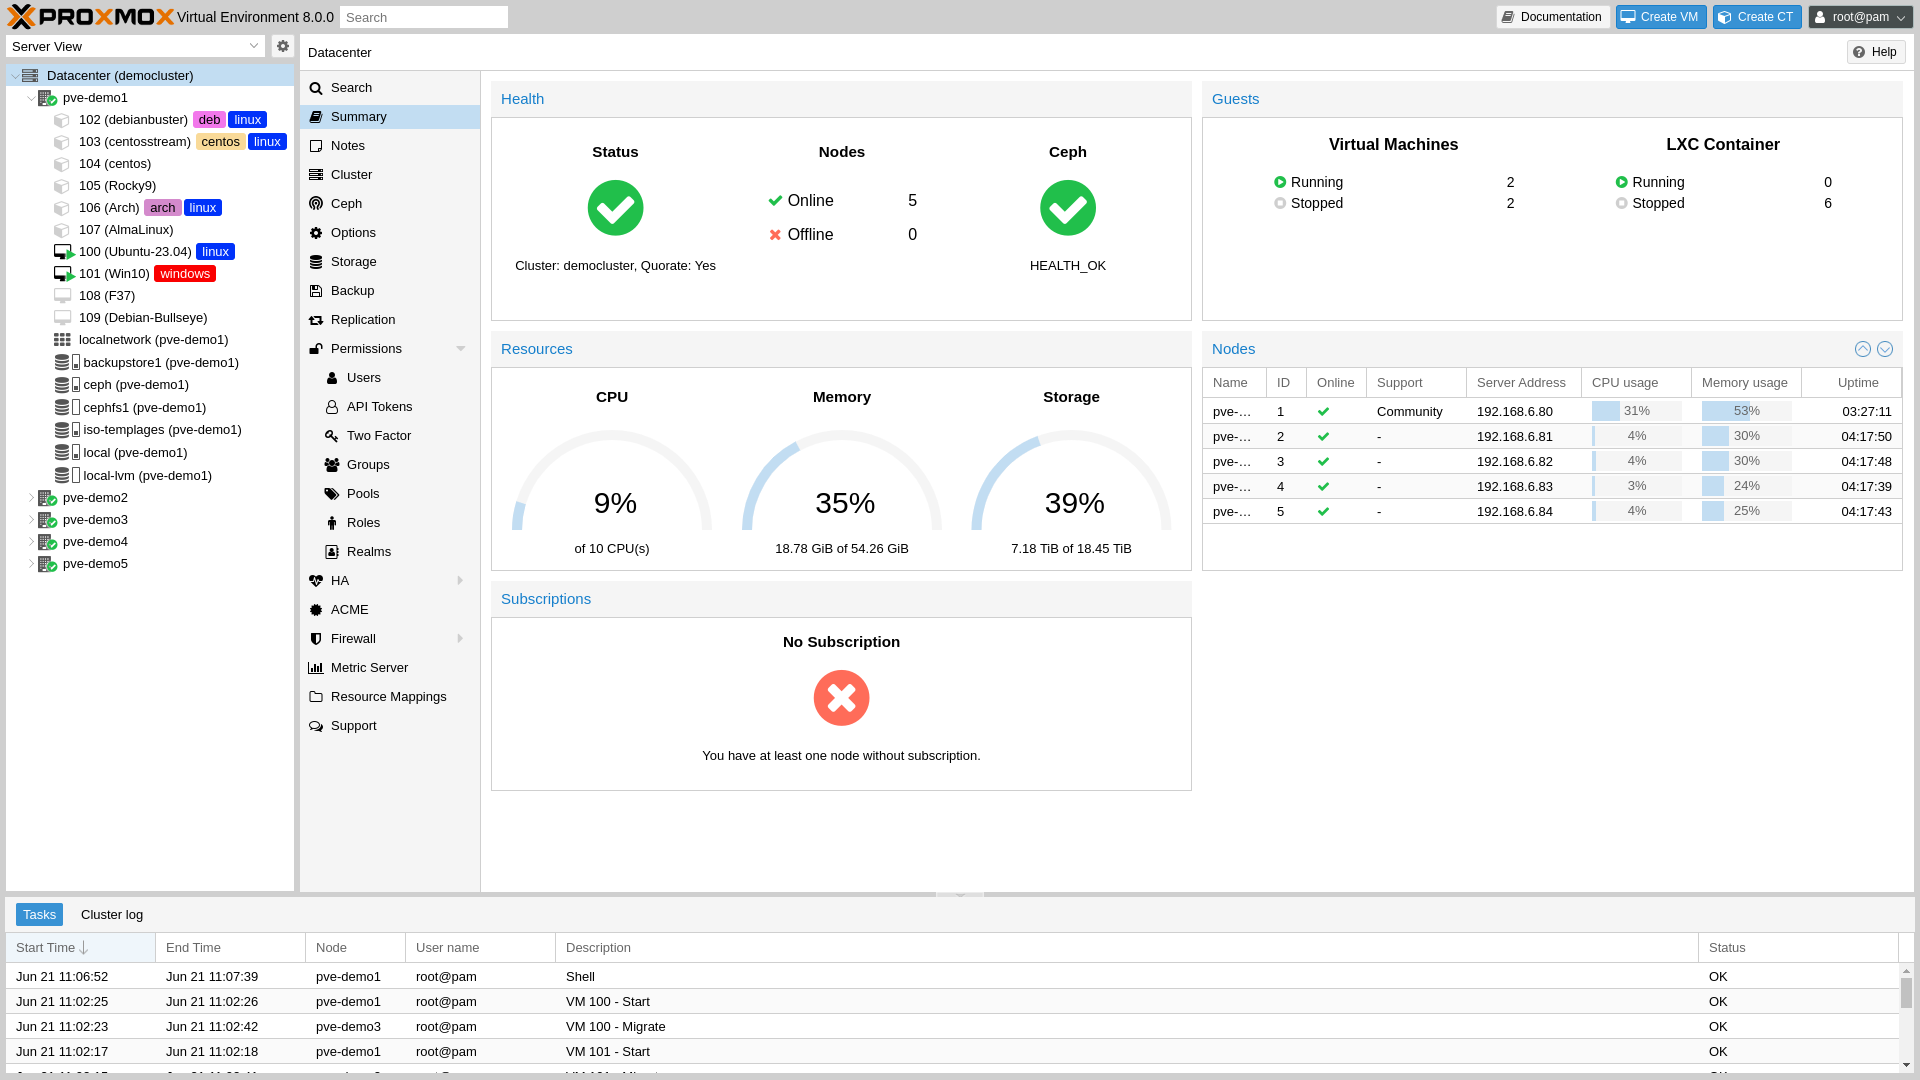 PROXMOX Virtual Environment 8.0.0 Search Documentation Create VM Create CT root@pam
Server View
Datacenter
Help
Datacenter (democluster)
pve-demo1
102 (debianbuster) deb linux
103 (centosstream) centos linux
104 (centos)
105 (Rocky9)
106 (Arch) arch linux
107 (AlmaLinux)
100 (Ubuntu-23.04) linux
101 (Win10) windows
108 (F37)
109 (Debian-Bullseye)
localnetwork (pve-demo1)
backupstore1 (pve-demo1)
ceph (pve-demo1)
cephfs1 (pve-demo1)
iso-templages (pve-demo1)
local (pve-demo1)
local-lvm (pve-demo1)
pve-demo2
pve-demo3
pve-demo4
pve-demo5
Search
Summary
Notes
Cluster
Ceph
Options
Storage
Backup
Replication
Permissions
Users
API Tokens
Two Factor
Groups
Pools
Roles
Realms
HA
ACME
Firewall
Metric Server
Resource Mappings
Support
Health
Status Nodes Ceph
Online 5
Offline 0
Cluster: democluster, Quorate: Yes
HEALTH_OK
Guests
Virtual Machines LXC Container
Running 2 Running 0
Stopped 2 Stopped 6
Resources
CPU Memory Storage
9% 35% 39%
of 10 CPU(s) 18.78 GiB of 54.26 GiB 7.18 TiB of 18.45 TiB
Nodes
Name ID Online Support Server Address CPU usage Memory usage Uptime
pve-... 1 Community 192.168.6.80 31% 53% 03:27:11
pve-... 2 - 192.168.6.81 4% 30% 04:17:50
pve-... 3 - 192.168.6.82 4% 30% 04:17:48
pve-... 4 - 192.168.6.83 3% 24% 04:17:39
pve-... 5 - 192.168.6.84 4% 25% 04:17:43
Subscriptions
No Subscription
You have at least one node without subscription.
Tasks Cluster log
Start Time End Time Node User name Description Status
Jun 21 11:06:52 Jun 21 11:07:39 pve-demo1 root@pam Shell OK
Jun 21 11:02:25 Jun 21 11:02:26 pve-demo1 root@pam VM 100 - Start OK
Jun 21 11:02:23 Jun 21 11:02:42 pve-demo3 root@pam VM 100 - Migrate OK
Jun 21 11:02:17 Jun 21 11:02:18 pve-demo1 root@pam VM 101 - Start OK